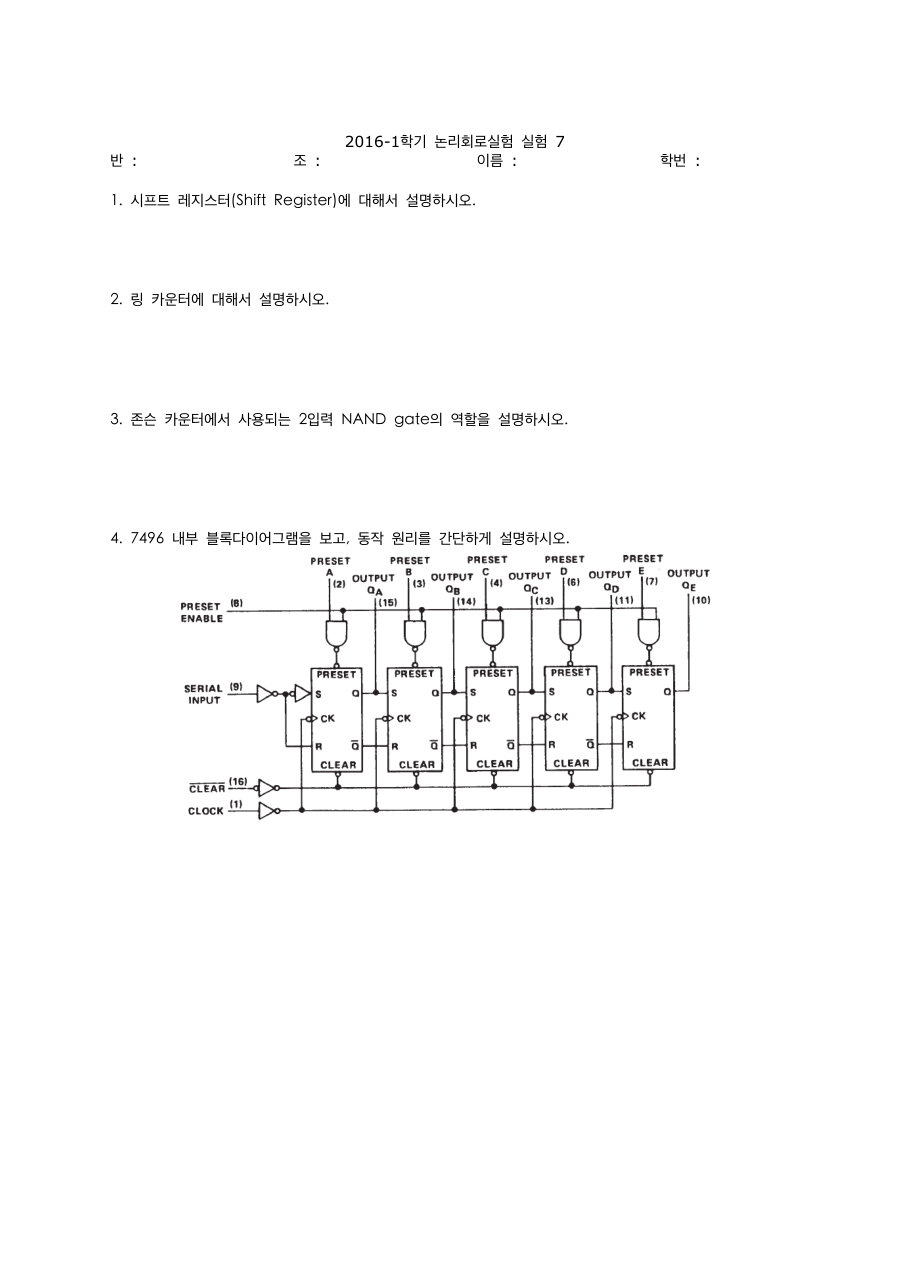 2016-1학기 논리회로실험 실험 7
반 : 조 : 이름 : 학번 :
1. 시프트 레지스터(Shift Register)에 대해서 설명하시오.
2. 링 카운터에 대해서 설명하시오.
3. 존슨 카운터에서 사용되는 2입력 NAND gate의 역할을 설명하시오.
4. 7496 내부 블록다이어그램을 보고, 동작 원리를 간단하게 설명하시오.
PRESET PRESET PRESET PRESET PRESET
A B C D E
(2) (3) (4) (6) (7)
OUTPUT OUTPUT OUTPUT OUTPUT OUTPUT
QA QB QC QD QE
(15) (14) (13) (11) (10)
PRESET (8)
ENABLE
PRESET PRESET PRESET PRESET PRESET
SERIAL (9)
INPUT
S Q S Q S Q S Q S Q
CK CK CK CK CK
R Q̅ R Q̅ R Q̅ R Q̅ R
CLEAR CLEAR CLEAR CLEAR CLEAR
C̅L̅E̅A̅R̅ (16)
CLOCK (1)